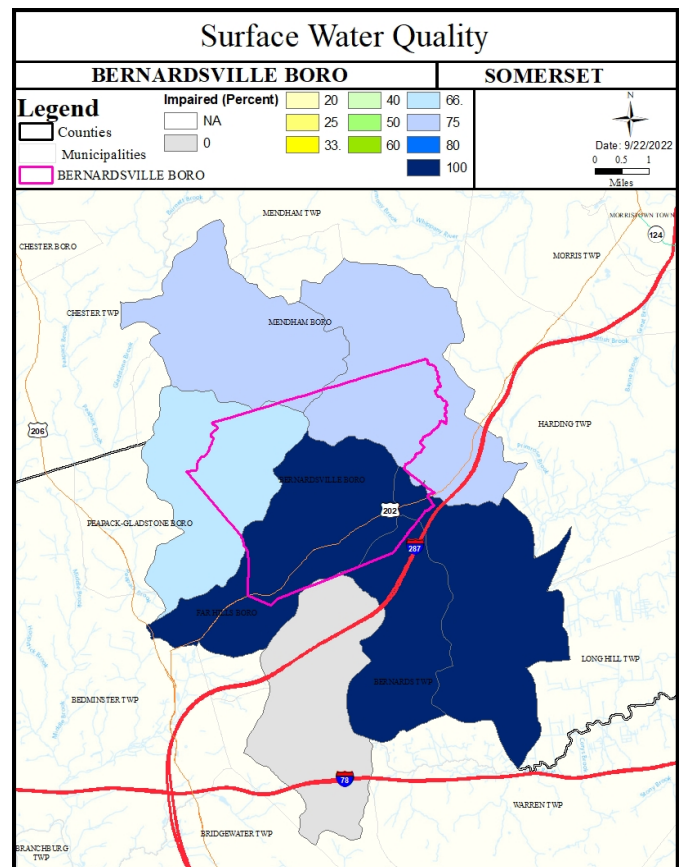 Surface Water Quality
BERNARDSVILLE BORO
SOMERSET
Legend
Counties
Municipalities
BERNARDSVILLE BORO
Impaired (Percent)
NA
0
20
25
33.
40
50
60
66.
75
80
100
N
Date: 9/22/2022
0 0.5 1
Miles
MENDHAM TWP
MORRISTOWN TOWN
124
CHESTER BORO
MORRIS TWP
CHESTER TWP
MENDHAM BORO
206
HARDING TWP
BERNARDSVILLE BORO
202
PEAPACK-GLADSTONE BORO
287
FAR HILLS BORO
LONG HILL TWP
BERNARDS TWP
BEDMINSTER TWP
78
WARREN TWP
BRIDGEWATER TWP
BRANCHBURG
TWP